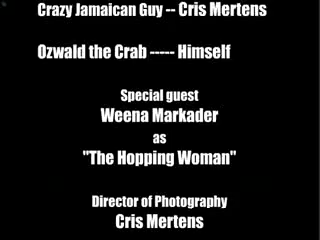 Crazy Jamaican Guy -- Cris Mertens
Ozwald the Crab ----- Himself
Special guest
Weena Markader
as
"The Hopping Woman"
Director of Photography
Cris Mertens